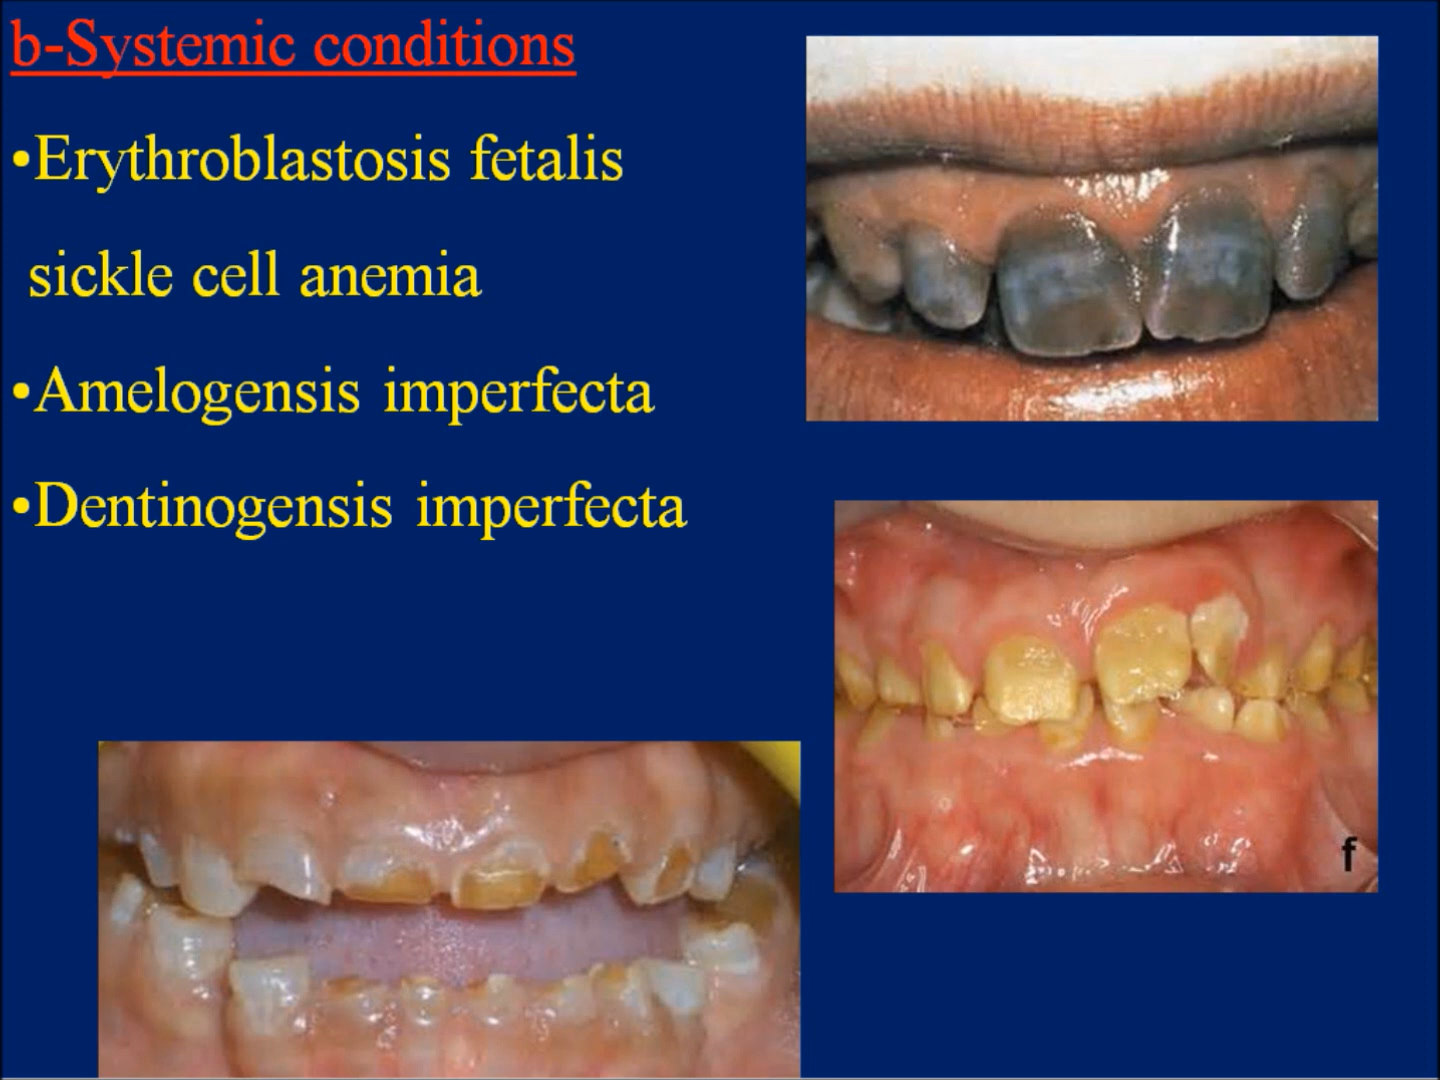 b-Systemic conditions
•Erythroblastosis fetalis
sickle cell anemia
•Amelogensis imperfecta
•Dentinogensis imperfecta
f